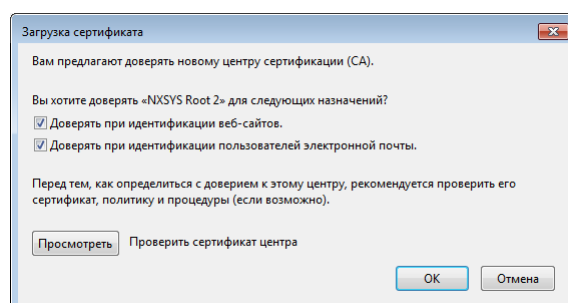 Загрузка сертификата
Вам предлагают доверять новому центру сертификации (CA).
Вы хотите доверять «NXSYS Root 2» для следующих назначений?
Доверять при идентификации веб-сайтов.
Доверять при идентификации пользователей электронной почты.
Перед тем, как определиться с доверием к этому центру, рекомендуется проверить его
сертификат, политику и процедуры (если возможно).
Просмотреть Проверить сертификат центра
ОК Отмена